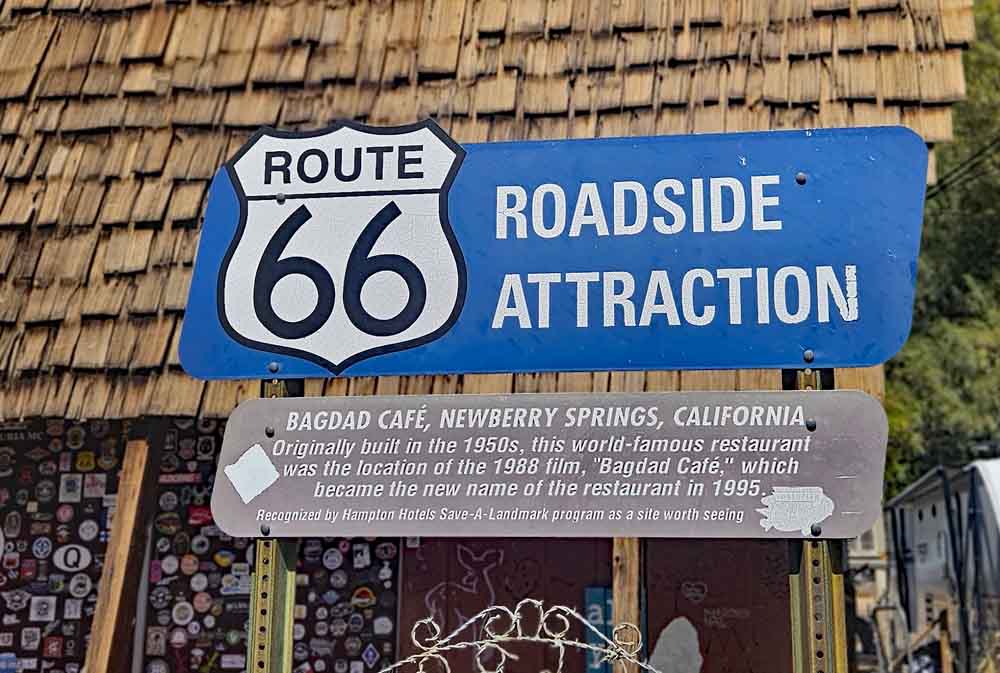 ROUTE
66
ROADSIDE
ATTRACTION
BAGDAD CAFÉ, NEWBERRY SPRINGS, CALIFORNIA
Originally built in the 1950s, this world-famous restaurant
was the location of the 1988 film, "Bagdad Café," which
became the new name of the restaurant in 1995.
Recognized by Hampton Hotels Save-A-Landmark program as a site worth seeing
Q